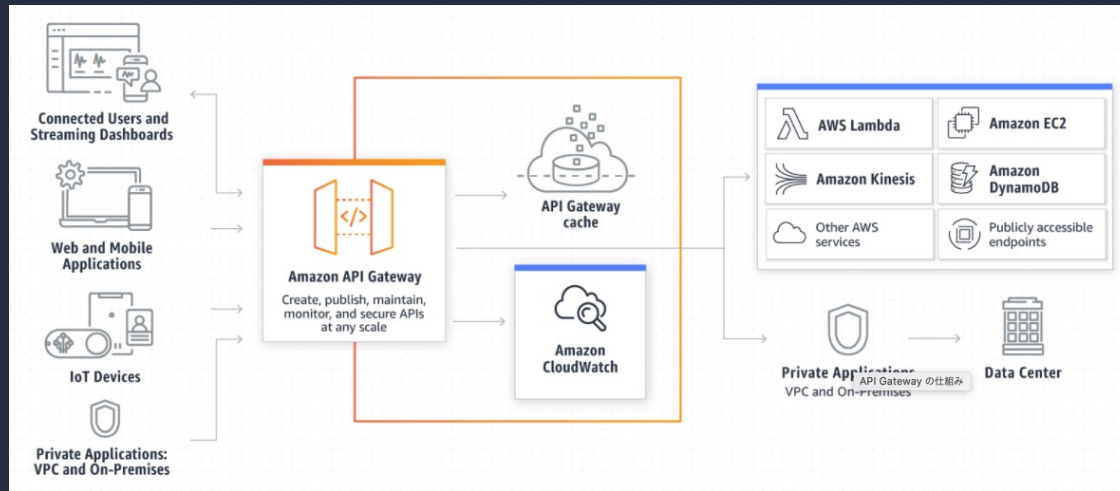 Connected Users and
Streaming Dashboards
Web and Mobile
Applications
IoT Devices
Private Applications:
VPC and On-Premises
</>
Amazon API Gateway
Create, publish, maintain,
monitor, and secure APIs
at any scale
API Gateway
cache
Amazon
CloudWatch
AWS Lambda
Amazon EC2
Amazon Kinesis
Amazon
DynamoDB
Other AWS
services
Publicly accessible
endpoints
Private Applications
VPC and On-Premises
API Gateway の仕組み
Data Center